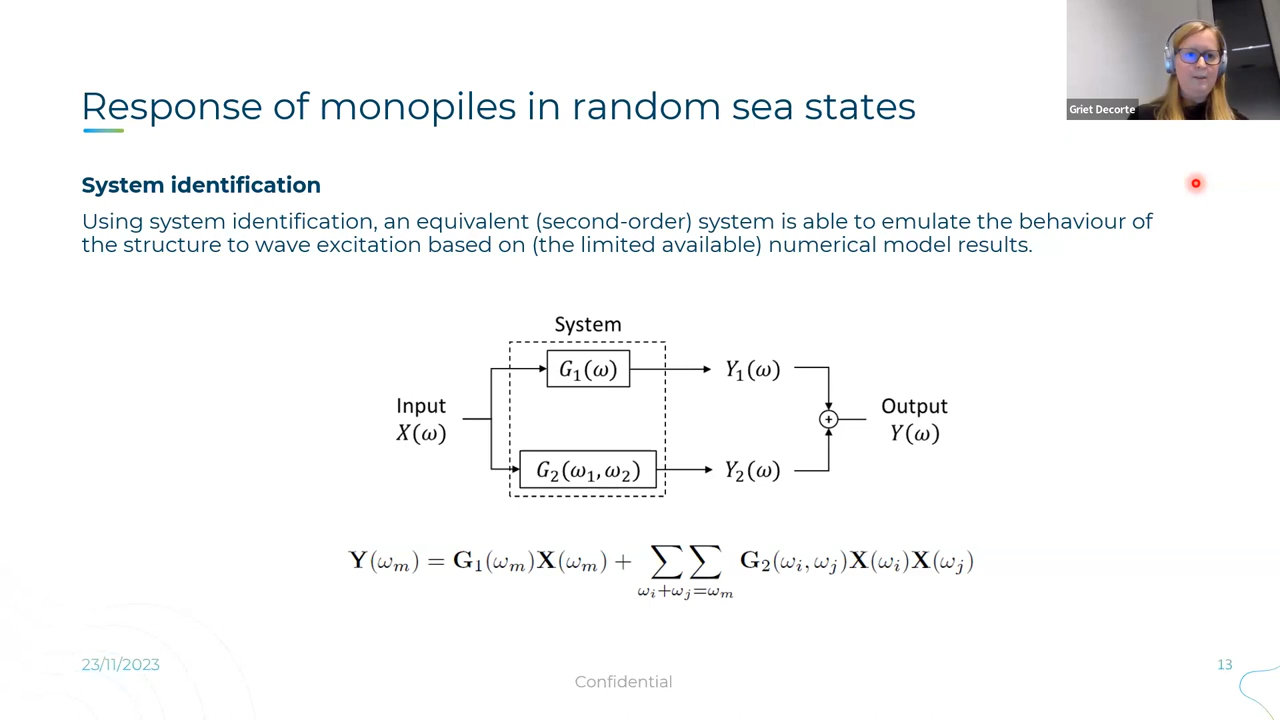 Griet Decorte
Response of monopiles in random sea states
System identification
Using system identification, an equivalent (second-order) system is able to emulate the behaviour of
the structure to wave excitation based on (the limited available) numerical model results.
System
G₁(ω)
Y₁(ω)
Input
X(ω)
+
Output
Y(ω)
G₂(ω₁,ω₂)
Y₂(ω)
Y(ωₘ) = G₁(ωₘ)X(ωₘ) + ∑∑ G₂(ωᵢ,ωⱼ)X(ωᵢ)X(ωⱼ)
ωᵢ+ωⱼ=ωₘ
23/11/2023
13
Confidential